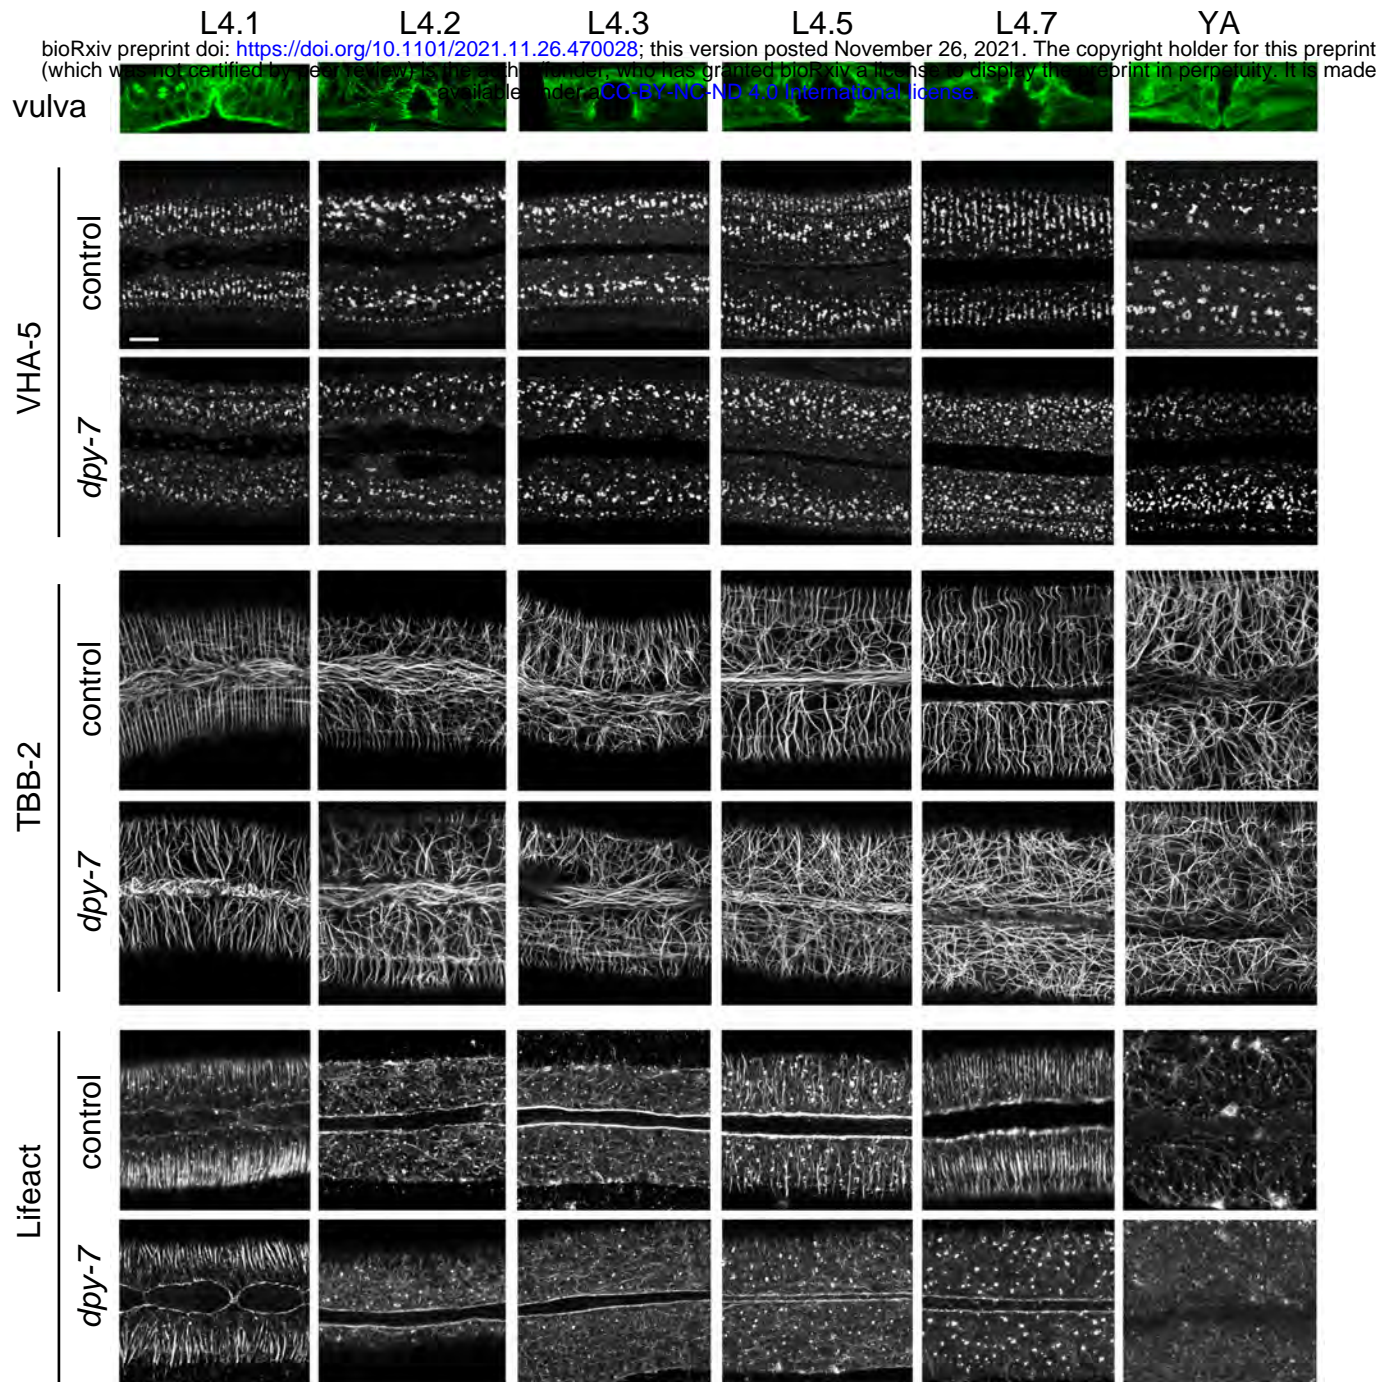 L4.1 L4.2 L4.3 L4.5 L4.7 YA
bioRxiv preprint doi: https://doi.org/10.1101/2021.11.26.470028; this version posted November 26, 2021. The copyright holder for this preprint
(which was not certified by peer review) is the author/funder, who has granted bioRxiv a license to display the preprint in perpetuity. It is made
available under aCC-BY-NC-ND 4.0 International license.
vulva
VHA-5
control
dpy-7
TBB-2
control
dpy-7
Lifeact
control
dpy-7